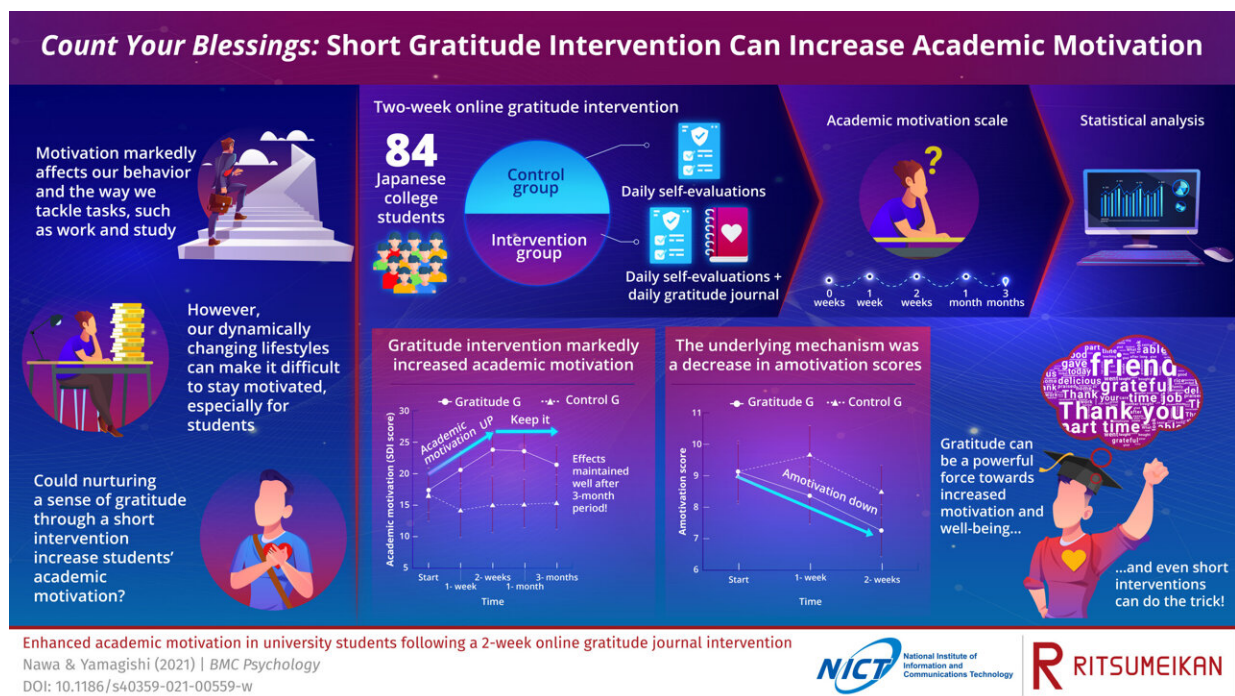 Count Your Blessings: Short Gratitude Intervention Can Increase Academic Motivation
Motivation markedly
affects our behavior
and the way we
tackle tasks, such
as work and study
However,
our dynamically
changing lifestyles
can make it difficult
to stay motivated,
especially for
students
Could nurturing
a sense of gratitude
through a short
intervention
increase students'
academic
motivation?
Two-week online gratitude intervention
84
Japanese
college
students
Control
group
Intervention
group
Daily self-evaluations
Daily self-evaluations +
daily gratitude journal
Academic motivation scale
?
0
weeks
1
week
2
weeks
1
month
3
months
Statistical analysis
Gratitude intervention markedly
increased academic motivation
Gratitude G
Control G
Academic motivation (SDI score)
30
25
20
15
10
5
Academic
motivation UP
Keep it
Effects
maintained
well after
3-month
period!
Start
1- week
2- weeks
1- month
3- months
Time
The underlying mechanism was
a decrease in amotivation scores
Gratitude G
Control G
Amotivation score
11
10
9
8
7
6
Amotivation down
Start
1- week
2- weeks
Time
part
time
able
gave
today
friend
delicious
grateful
Thank
your
time job
Thank you
part time
grateful
Gratitude can
be a powerful
force towards
increased
motivation and
well-being...
...and even short
interventions
can do the trick!
Enhanced academic motivation in university students following a 2-week online gratitude journal intervention
Nawa & Yamagishi (2021) | BMC Psychology
DOI: 10.1186/s40359-021-00559-w
NICT
National Institute of
Information and
Communications Technology
R RITSUMEIKAN